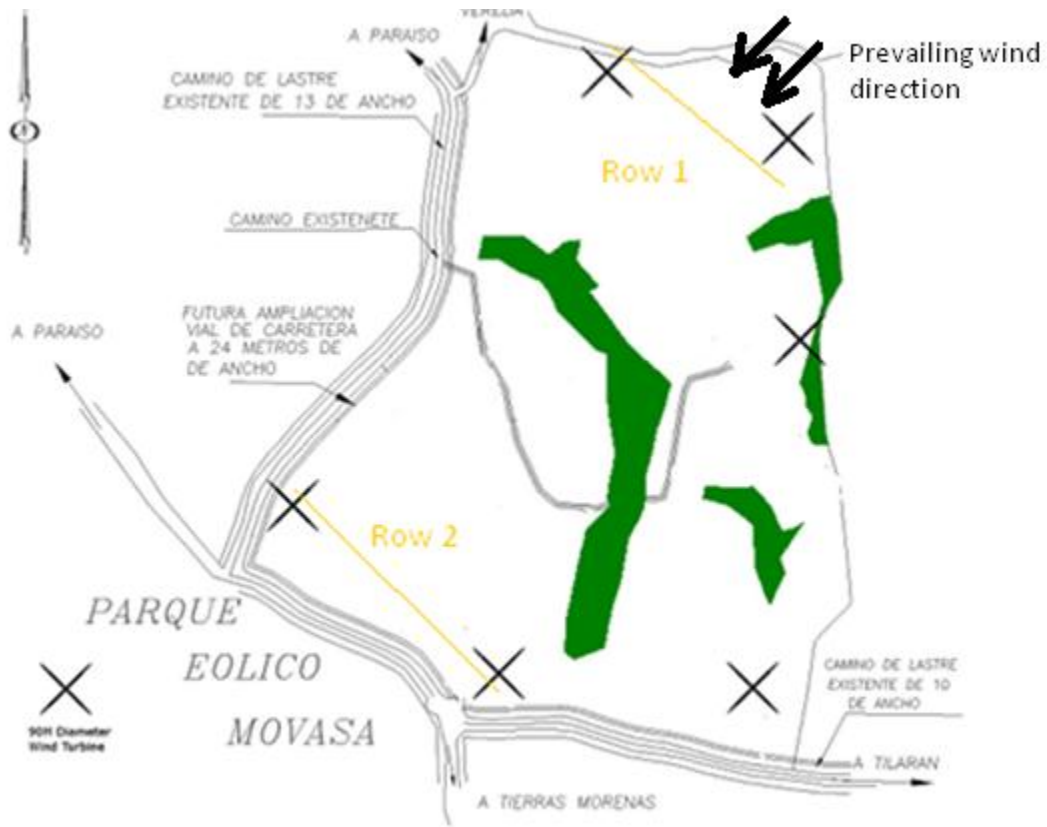 VEREDA
A PARAISO
Prevailing wind
direction
CAMINO DE LASTRE
EXISTENTE DE 13 DE ANCHO
Row 1
CAMINO EXISTENETE
FUTURA AMPLIACION
VIAL DE CARRETERA
A 24 METROS DE
DE ANCHO
A PARAISO
Row 2
PARQUE
EOLICO
MOVASA
CAMINO DE LASTRE
EXISTENTE DE 10
DE ANCHO
90M Diameter
Wind Turbine
A TILARAN
A TIERRAS MORENAS